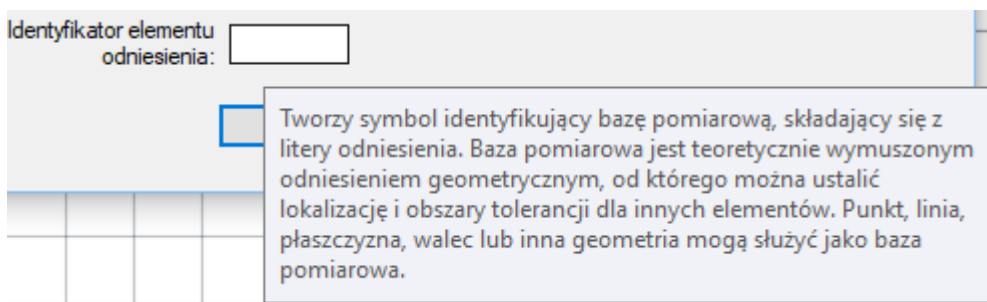 Identyfikator elementu
odniesienia:
Tworzy symbol identyfikujący bazę pomiarową, składający się z
litery odniesienia. Baza pomiarowa jest teoretycznie wymuszonym
odniesieniem geometrycznym, od którego można ustalić
lokalizację i obszary tolerancji dla innych elementów. Punkt, linia,
płaszczyzna, walec lub inna geometria mogą służyć jako baza
pomiarowa.